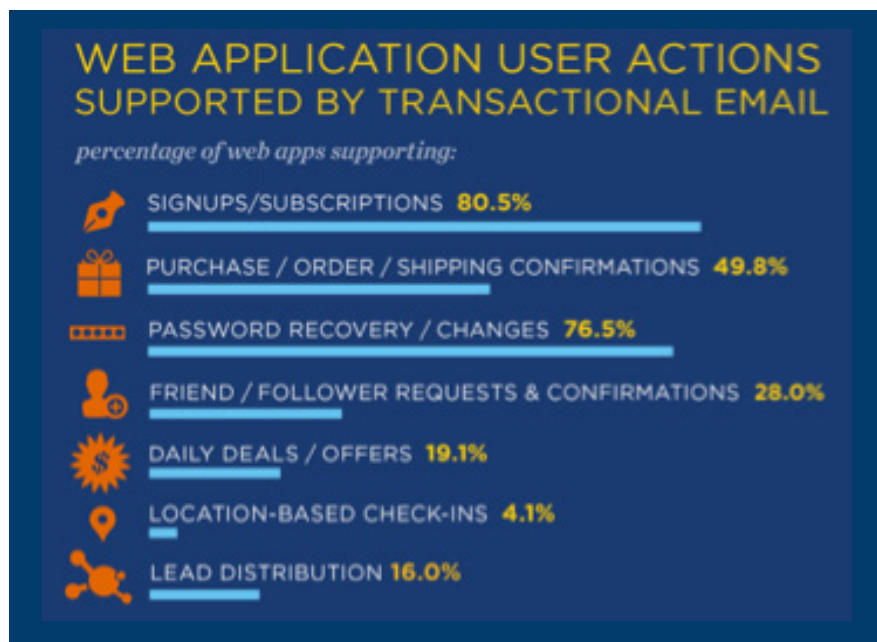 WEB APPLICATION USER ACTIONS
SUPPORTED BY TRANSACTIONAL EMAIL
percentage of web apps supporting:
SIGNUPS/SUBSCRIPTIONS 80.5%
PURCHASE / ORDER / SHIPPING CONFIRMATIONS 49.8%
PASSWORD RECOVERY / CHANGES 76.5%
FRIEND / FOLLOWER REQUESTS & CONFIRMATIONS 28.0%
DAILY DEALS / OFFERS 19.1%
LOCATION-BASED CHECK-INS 4.1%
LEAD DISTRIBUTION 16.0%